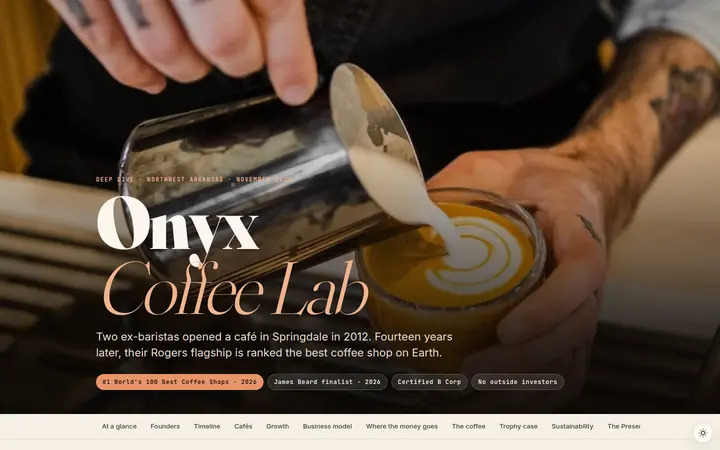 DEEP DIVE · NORTHWEST ARKANSAS · NOVEMBER
Onyx
Coffee Lab
Two ex-baristas opened a café in Springdale in 2012. Fourteen years
later, their Rogers flagship is ranked the best coffee shop on Earth.
#1 World's 100 Best Coffee Shops · 2026
James Beard finalist · 2026
Certified B Corp
No outside investors
At a glance
Founders
Timeline
Cafés
Growth
Business model
Where the money goes
The coffee
Trophy case
Sustainability
The Preser